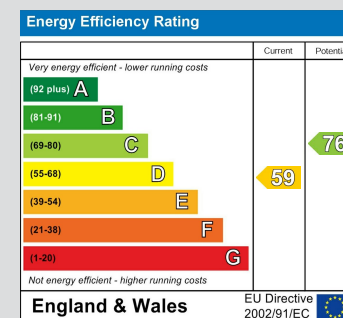 Energy Efficiency Rating
Current Potentia
Very energy efficient - lower running costs
(92 plus) A
(81-91) B
(69-80) C
76
(55-68) D
59
(39-54) E
(21-38) F
(1-20) G
Not energy efficient - higher running costs
England & Wales
EU Directive
2002/91/EC